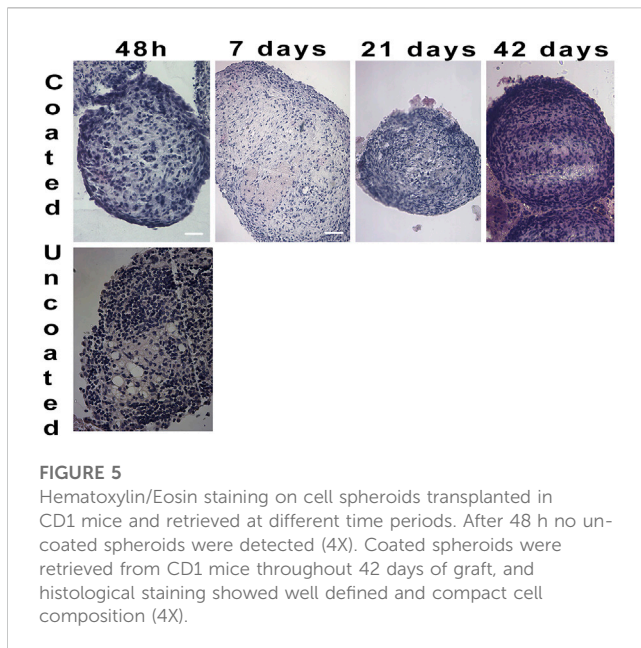 48h 7 days 21 days 42 days
Coated
Uncoated
FIGURE 5
Hematoxylin/Eosin staining on cell spheroids transplanted in
CD1 mice and retrieved at different time periods. After 48 h no un-
coated spheroids were detected (4X). Coated spheroids were
retrieved from CD1 mice throughout 42 days of graft, and
histological staining showed well defined and compact cell
composition (4X).